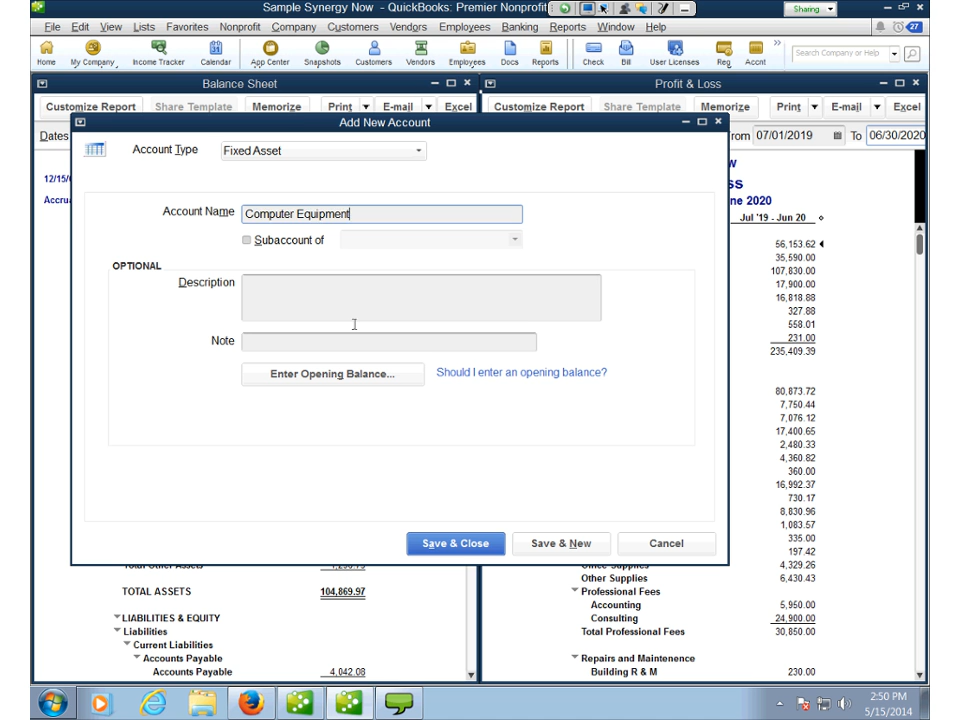 Sample Synergy Now - QuickBooks: Premier Nonprofit
Sharing
File Edit View Lists Favorites Nonprofit Company Customers Vendors Employees Banking Reports Window Help
27
Home My Company Income Tracker Calendar App Center Snapshots Customers Vendors Employees Docs Reports Check Bill User Licenses Reg Accnt
Search Company or Help
Balance Sheet
Profit & Loss
Customize Report Share Template Memorize Print E-mail Excel
Customize Report Share Template Memorize Print E-mail Excel
Dates
From 07/01/2019 To 06/30/2020
Add New Account
Account Type Fixed Asset
Account Name Computer Equipment
Subaccount of
OPTIONAL
Description
Note
Enter Opening Balance...
Should I enter an opening balance?
Save & Close
Save & New
Cancel
Jul '19 - Jun 20
56,153.62
35,590.00
107,830.00
17,900.00
16,818.88
327.88
558.01
231.00
235,409.39
80,873.72
7,750.44
7,076.12
17,400.65
2,480.33
4,360.82
360.00
16,992.37
730.17
8,830.96
1,083.57
335.00
197.42
Total Other Assets
TOTAL ASSETS 104,869.97
LIABILITIES & EQUITY
Liabilities
Current Liabilities
Accounts Payable
Accounts Payable 4,042.08
Office Supplies 4,329.26
Other Supplies 6,430.43
Professional Fees
Accounting 5,950.00
Consulting 24,900.00
Total Professional Fees 30,850.00
Repairs and Maintenence
Building R & M 230.00
2:50 PM
5/15/2014